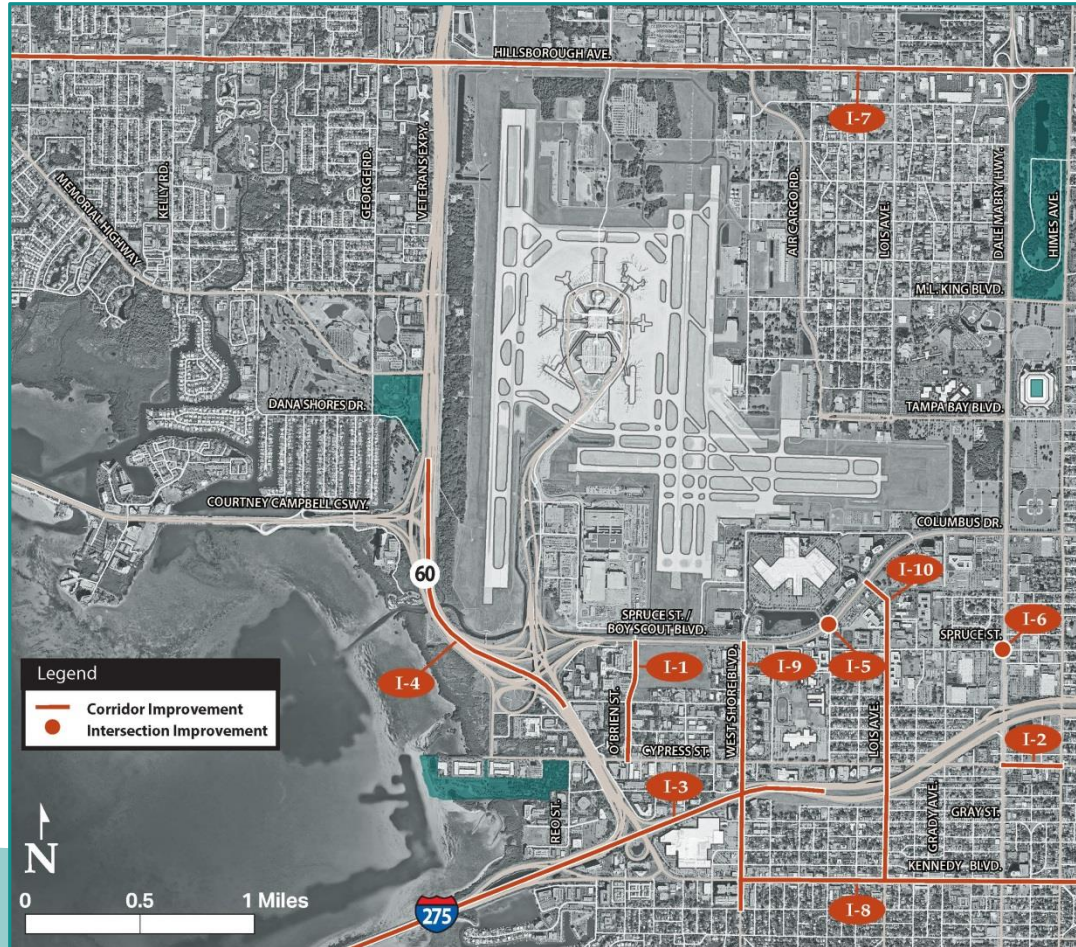 HILLSBOROUGH AVE.
I-7
MEMORIAL HIGHWAY
KELLY RD.
GEORGE RD.
VETERANS EXPY.
AIR CARGO RD.
LOIS AVE.
DALE MABRY HWY.
HIMES AVE.
M.L. KING BLVD.
DANA SHORES DR.
TAMPA BAY BLVD.
COURTNEY CAMPBELL CSWY.
COLUMBUS DR.
60
I-10
SPRUCE ST. /
BOY SCOUT BLVD.
I-6
SPRUCE ST.
I-4
I-1
I-9
I-5
Legend
Corridor Improvement
Intersection Improvement
O'BRIEN ST.
WEST SHORE BLVD.
LOIS AVE.
CYPRESS ST.
I-2
I-3
REO ST.
GRADY AVE.
GRAY ST.
KENNEDY BLVD.
N
0 0.5 1 Miles
275
I-8